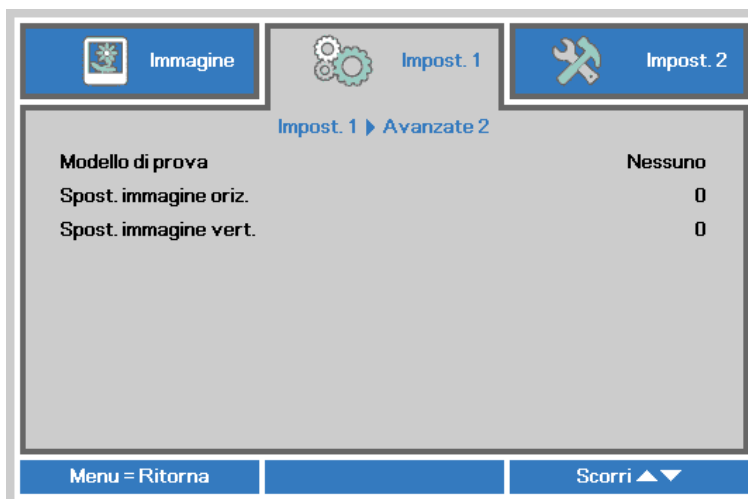 Immagine
Impost. 1
Impost. 2
Impost. 1 ▶ Avanzate 2
Modello di prova Nessuno
Spost. immagine oriz. 0
Spost. immagine vert. 0
Menu = Ritorna
Scorri ▲▼